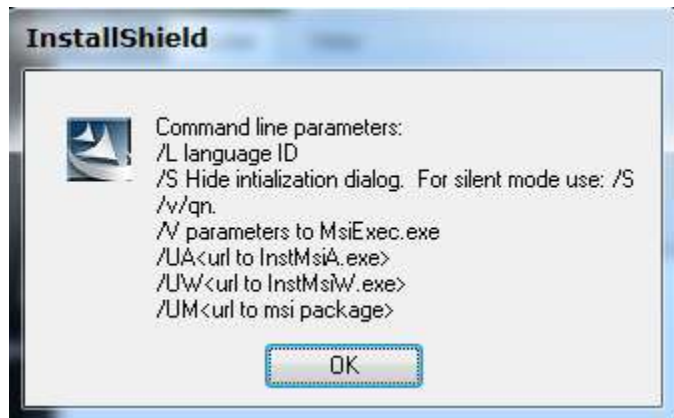 InstallShield
Command line parameters:
/L language ID
/S Hide intialization dialog.  For silent mode use: /S
/v/qn.
/V parameters to MsiExec.exe
/UA<url to InstMsiA.exe>
/UW<url to InstMsiW.exe>
/UM<url to msi package>
OK